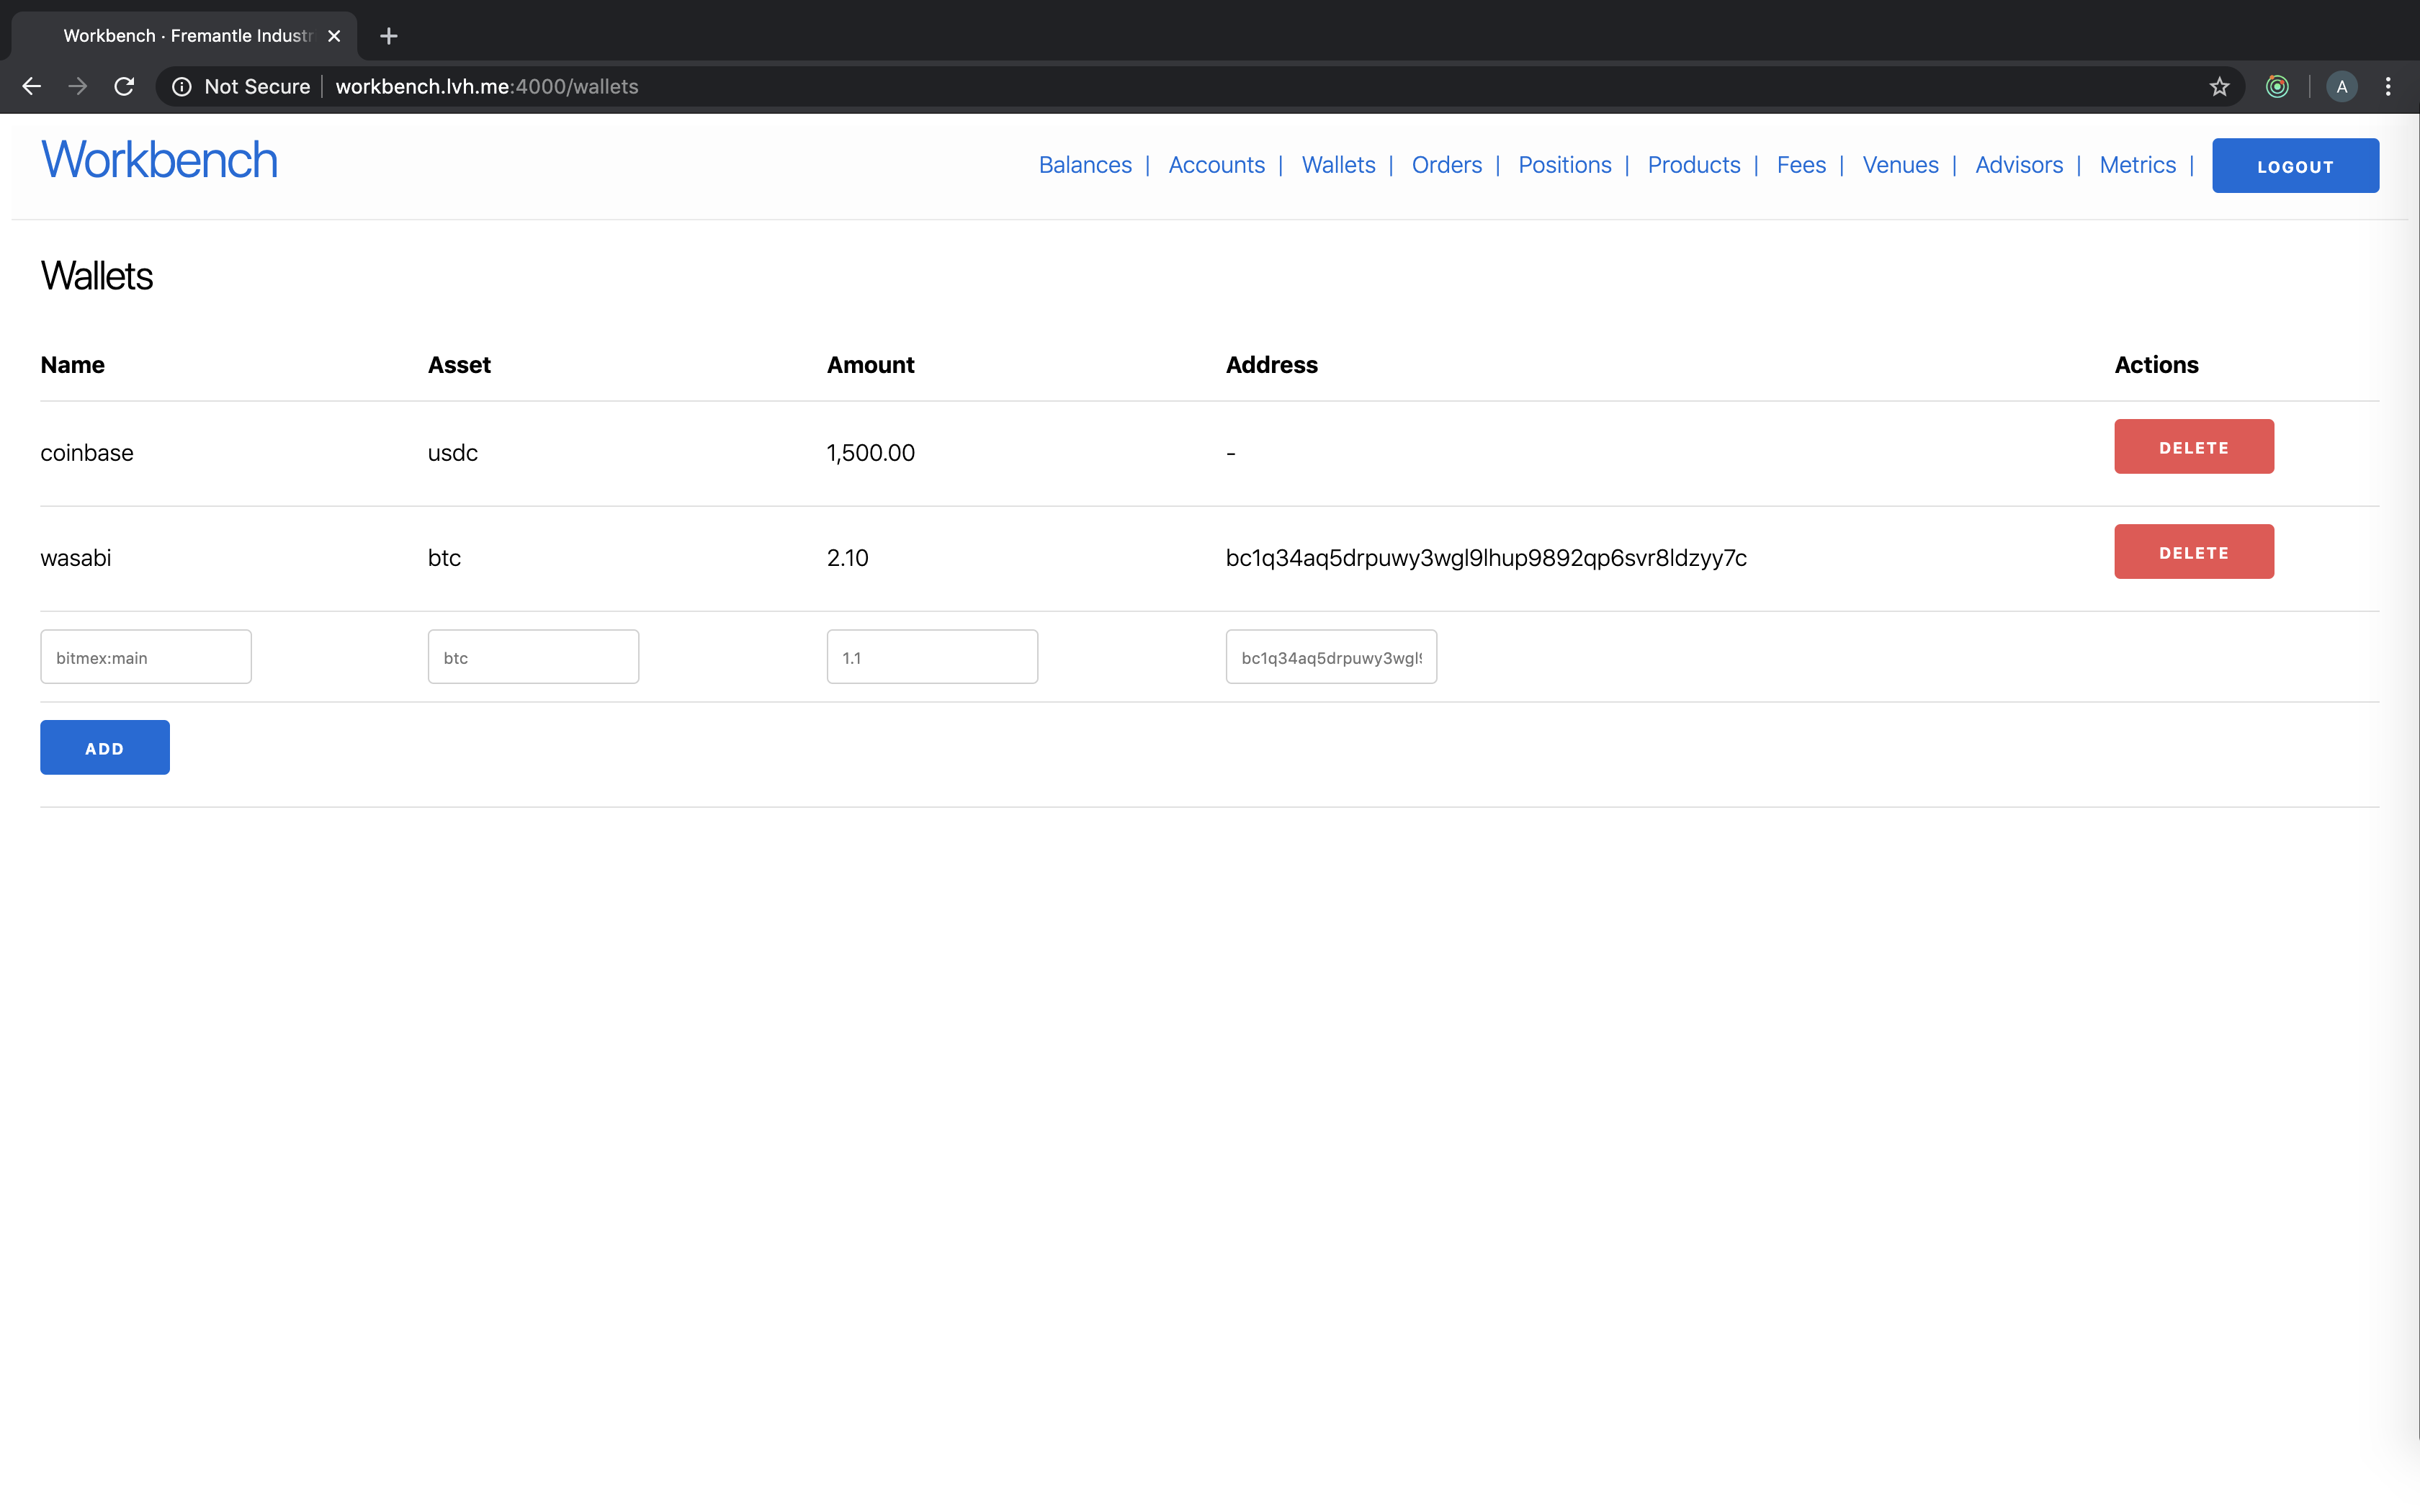 Workbench · Fremantle Industr
Not Secure workbench.lvh.me:4000/wallets A
Workbench
Balances | Accounts | Wallets | Orders | Positions | Products | Fees | Venues | Advisors | Metrics | LOGOUT
Wallets
Name Asset Amount Address Actions
coinbase usdc 1,500.00 - DELETE
wasabi btc 2.10 bc1q34aq5drpuwy3wgl9lhup9892qp6svr8ldzyy7c DELETE
bitmex:main btc 1.1 bc1q34aq5drpuwy3wgl9
ADD